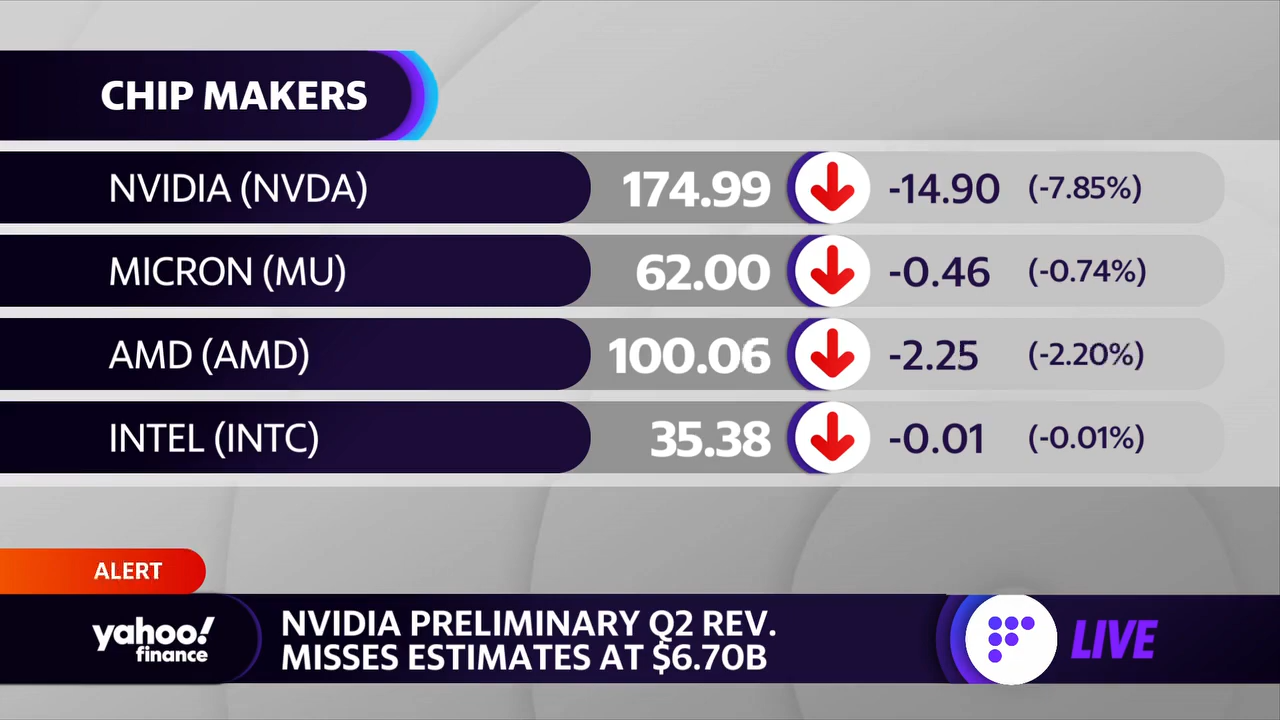 CHIP MAKERS
NVIDIA (NVDA) 174.99 -14.90 (-7.85%)
MICRON (MU) 62.00 -0.46 (-0.74%)
AMD (AMD) 100.06 -2.25 (-2.20%)
INTEL (INTC) 35.38 -0.01 (-0.01%)
ALERT
yahoo!
finance
NVIDIA PRELIMINARY Q2 REV.
MISSES ESTIMATES AT $6.70B
LIVE